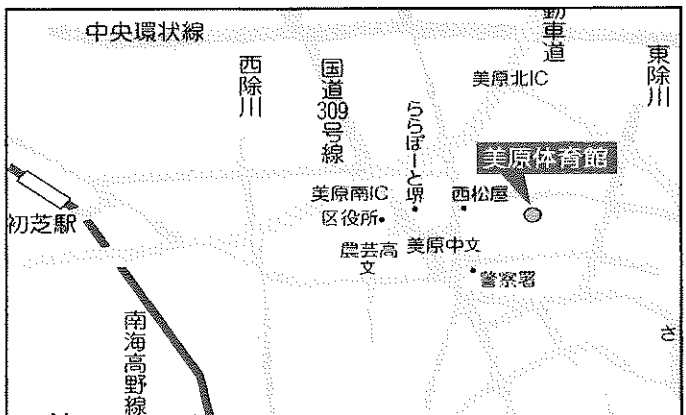 中央環状線
西除川
国道309号線
ららぽーと堺
動車道
美原北IC
東除川
美原体育館
美原南IC
区役所
西松屋
初芝駅
農芸高
文
美原中文
警察署
南海高野線
さ